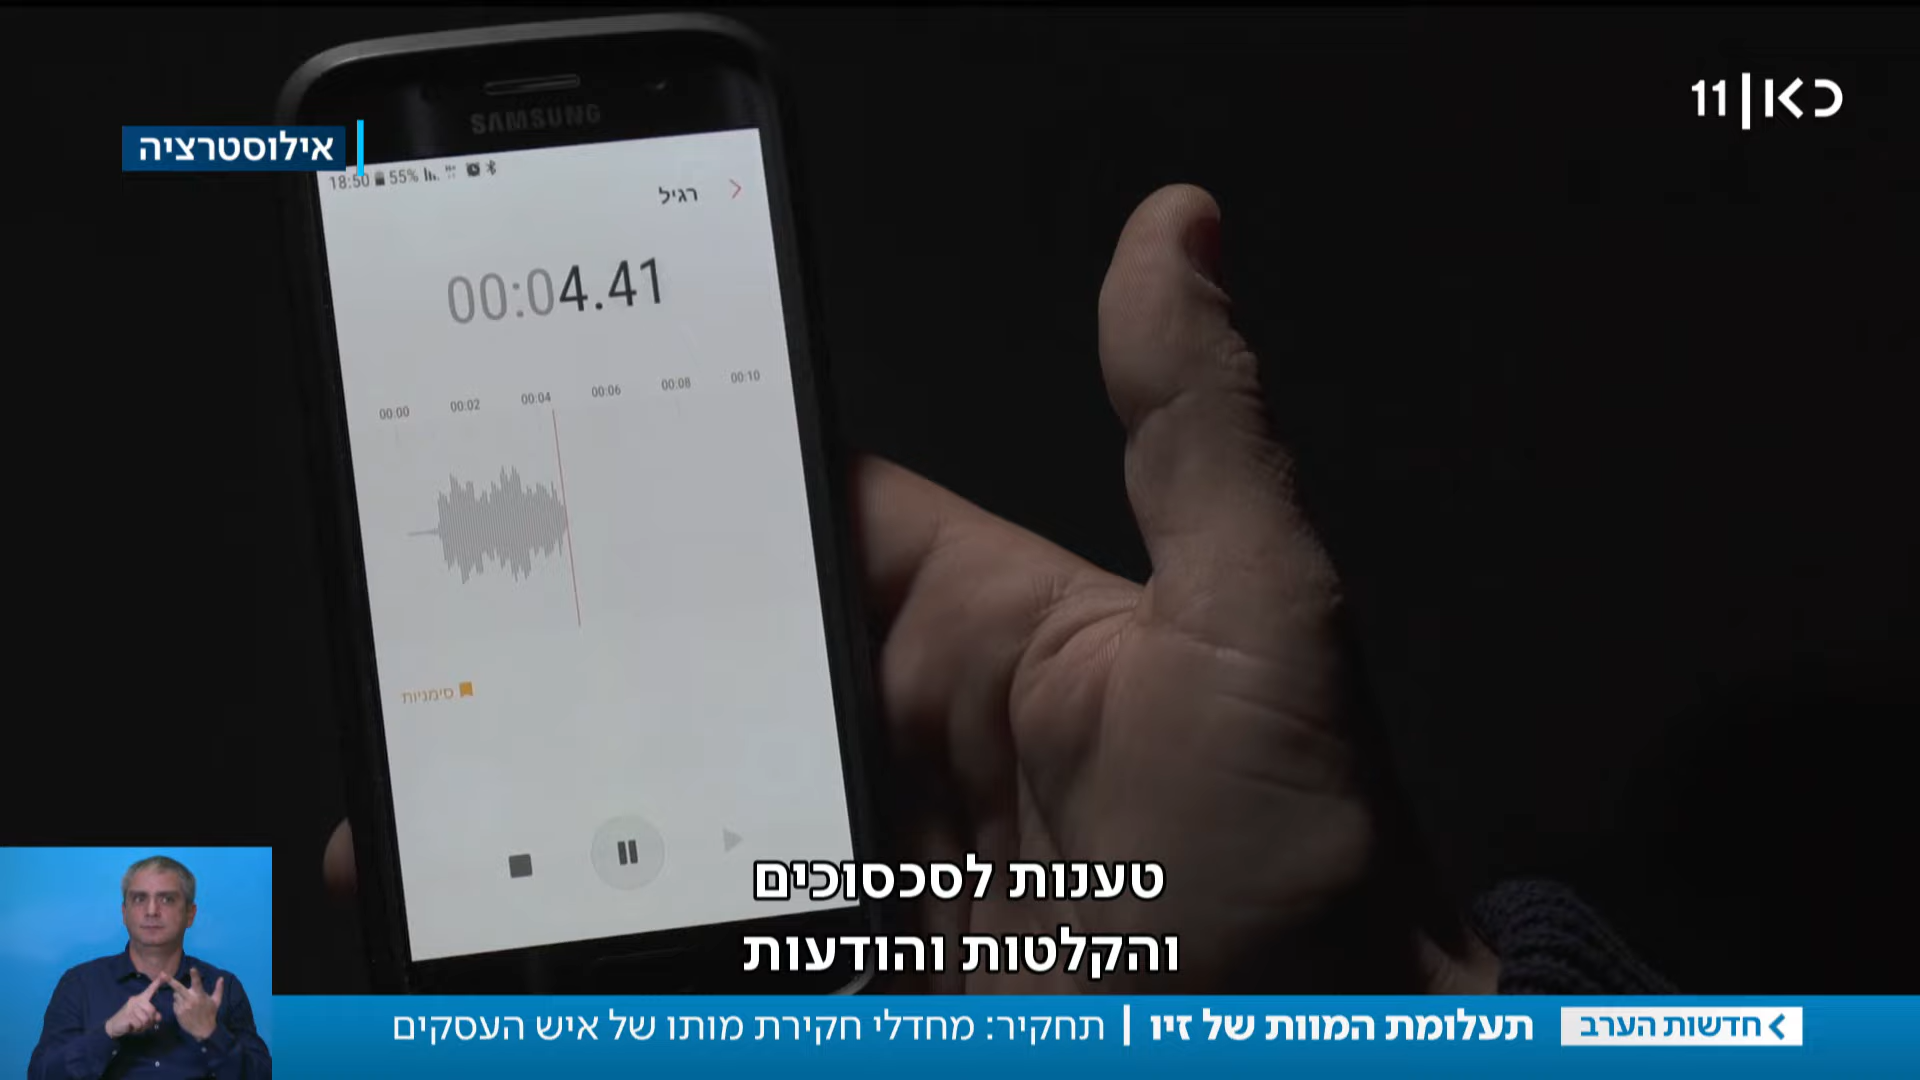 כאן 11
אילוסטרציה
SAMSUNG
18:50 55%
רגיל
00:04.41
00:00 00:02 00:04 00:06 00:08 00:10
סימניות
טענות לסכסוכים
והקלטות והודעות
חדשות הערב
תעלומת המוות של זיו | תחקיר: מחדלי חקירת מותו של איש העסקים